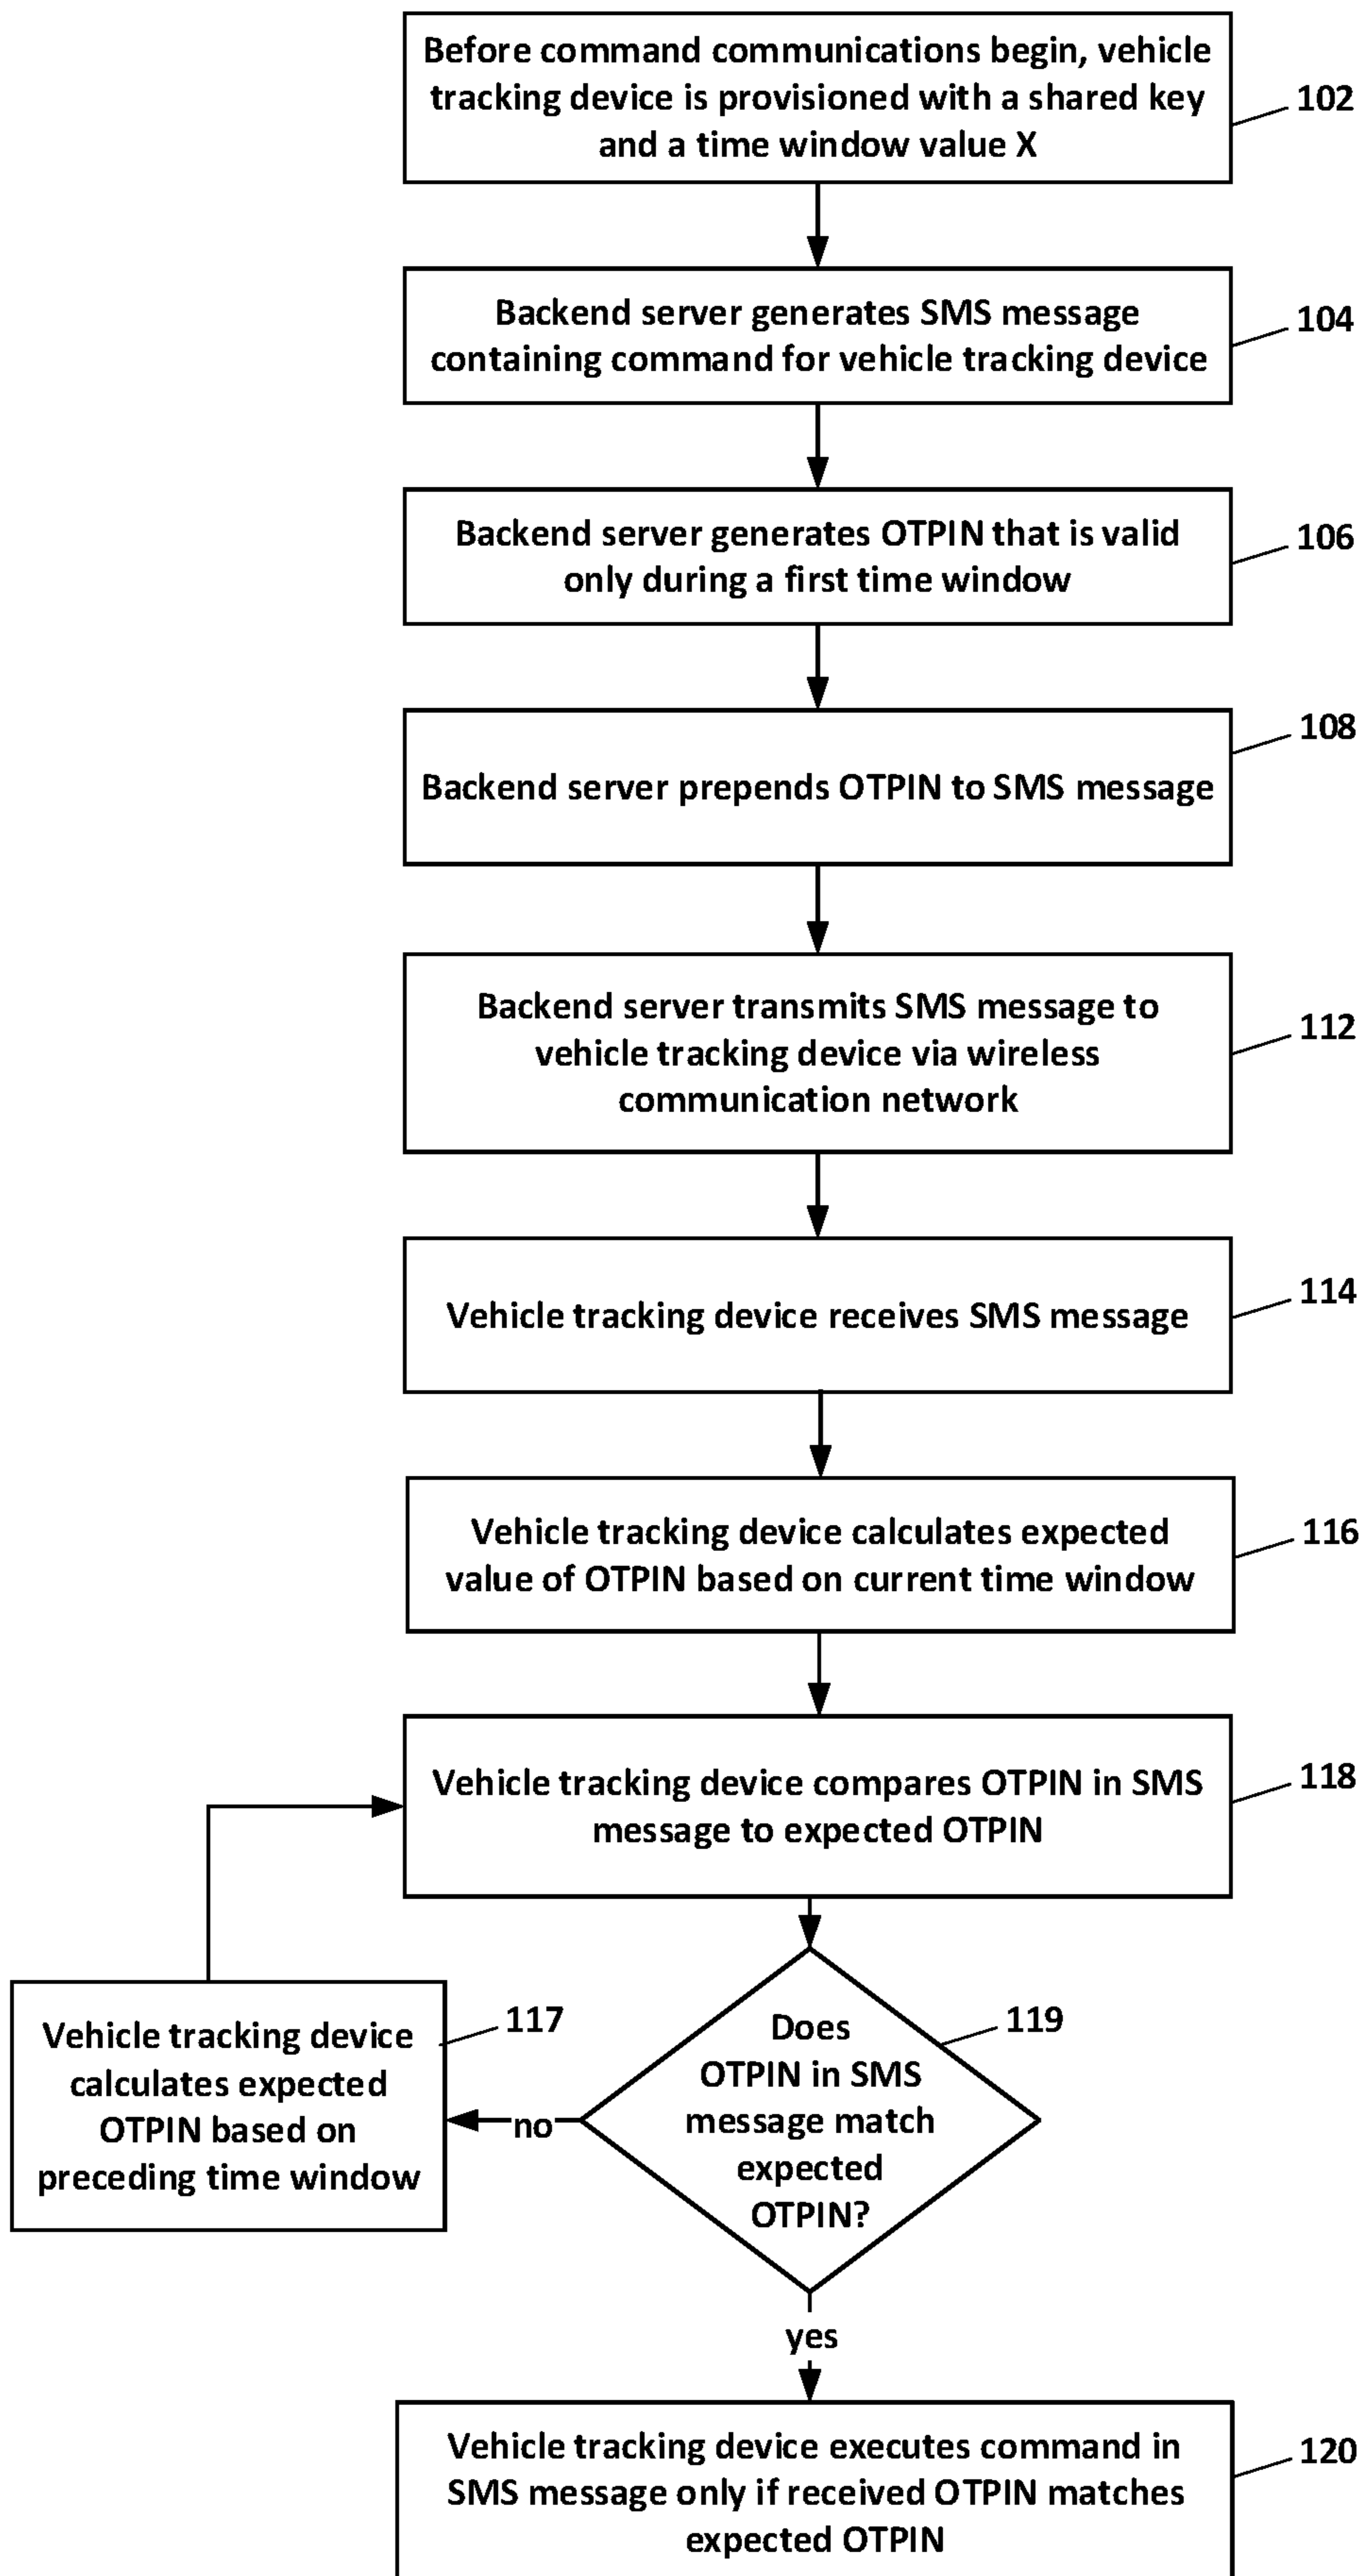 Before command communications begin, vehicle
tracking device is provisioned with a shared key
and a time window value X
102
Backend server generates SMS message
containing command for vehicle tracking device
104
Backend server generates OTPIN that is valid
only during a first time window
106
Backend server prepends OTPIN to SMS message
108
Backend server transmits SMS message to
vehicle tracking device via wireless
communication network
112
Vehicle tracking device receives SMS message
114
Vehicle tracking device calculates expected
value of OTPIN based on current time window
116
Vehicle tracking device compares OTPIN in SMS
message to expected OTPIN
118
Vehicle tracking device
calculates expected
OTPIN based on
preceding time window
117
no
Does
OTPIN in SMS
message match
expected
OTPIN?
119
yes
Vehicle tracking device executes command in
SMS message only if received OTPIN matches
expected OTPIN
120